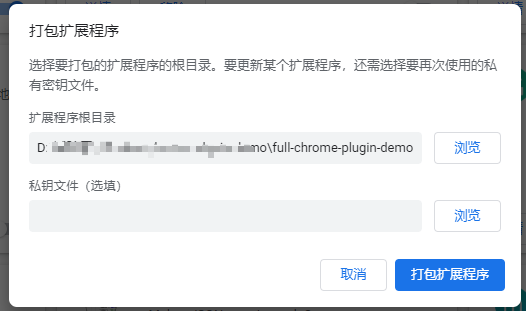 打包扩展程序
选择要打包的扩展程序的根目录。要更新某个扩展程序，还需选择要再次使用的私
有密钥文件。
扩展程序根目录
D:
mo\full-chrome-plugin-demo
浏览
私钥文件（选填）
浏览
取消
打包扩展程序